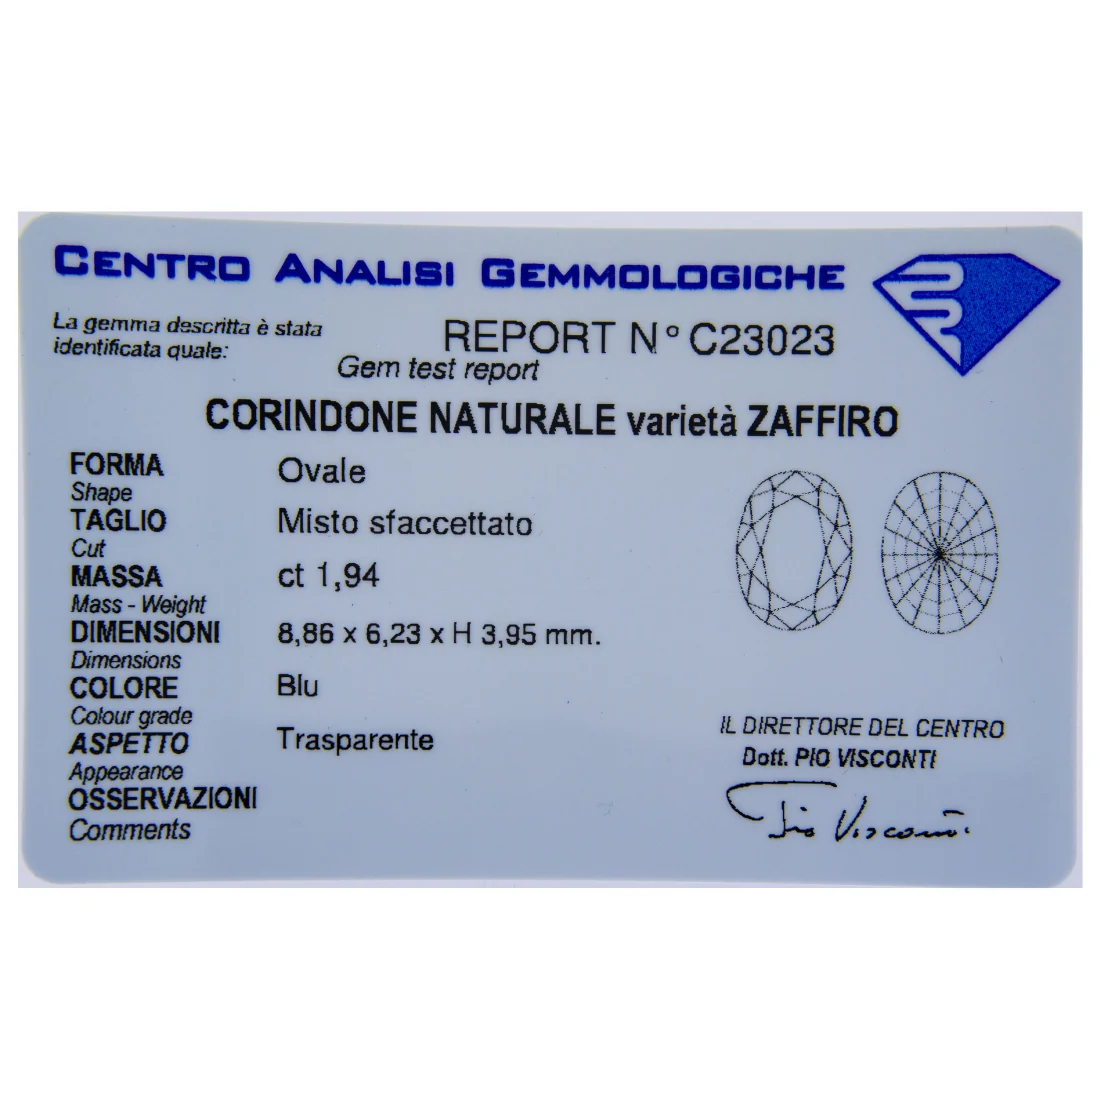 CENTRO ANALISI GEMMOLOGICHE
La gemma descritta è stata
identificata quale:
REPORT N° C23023
Gem test report
CORINDONE NATURALE varietà ZAFFIRO
FORMA Ovale
Shape
TAGLIO Misto sfaccettato
Cut
MASSA ct 1,94
Mass - Weight
DIMENSIONI 8,86 x 6,23 x H 3,95 mm.
Dimensions
COLORE Blu
Colour grade
ASPETTO Trasparente
Appearance
OSSERVAZIONI
Comments
IL DIRETTORE DEL CENTRO
Dott. PIO VISCONTI
Pio Visconti